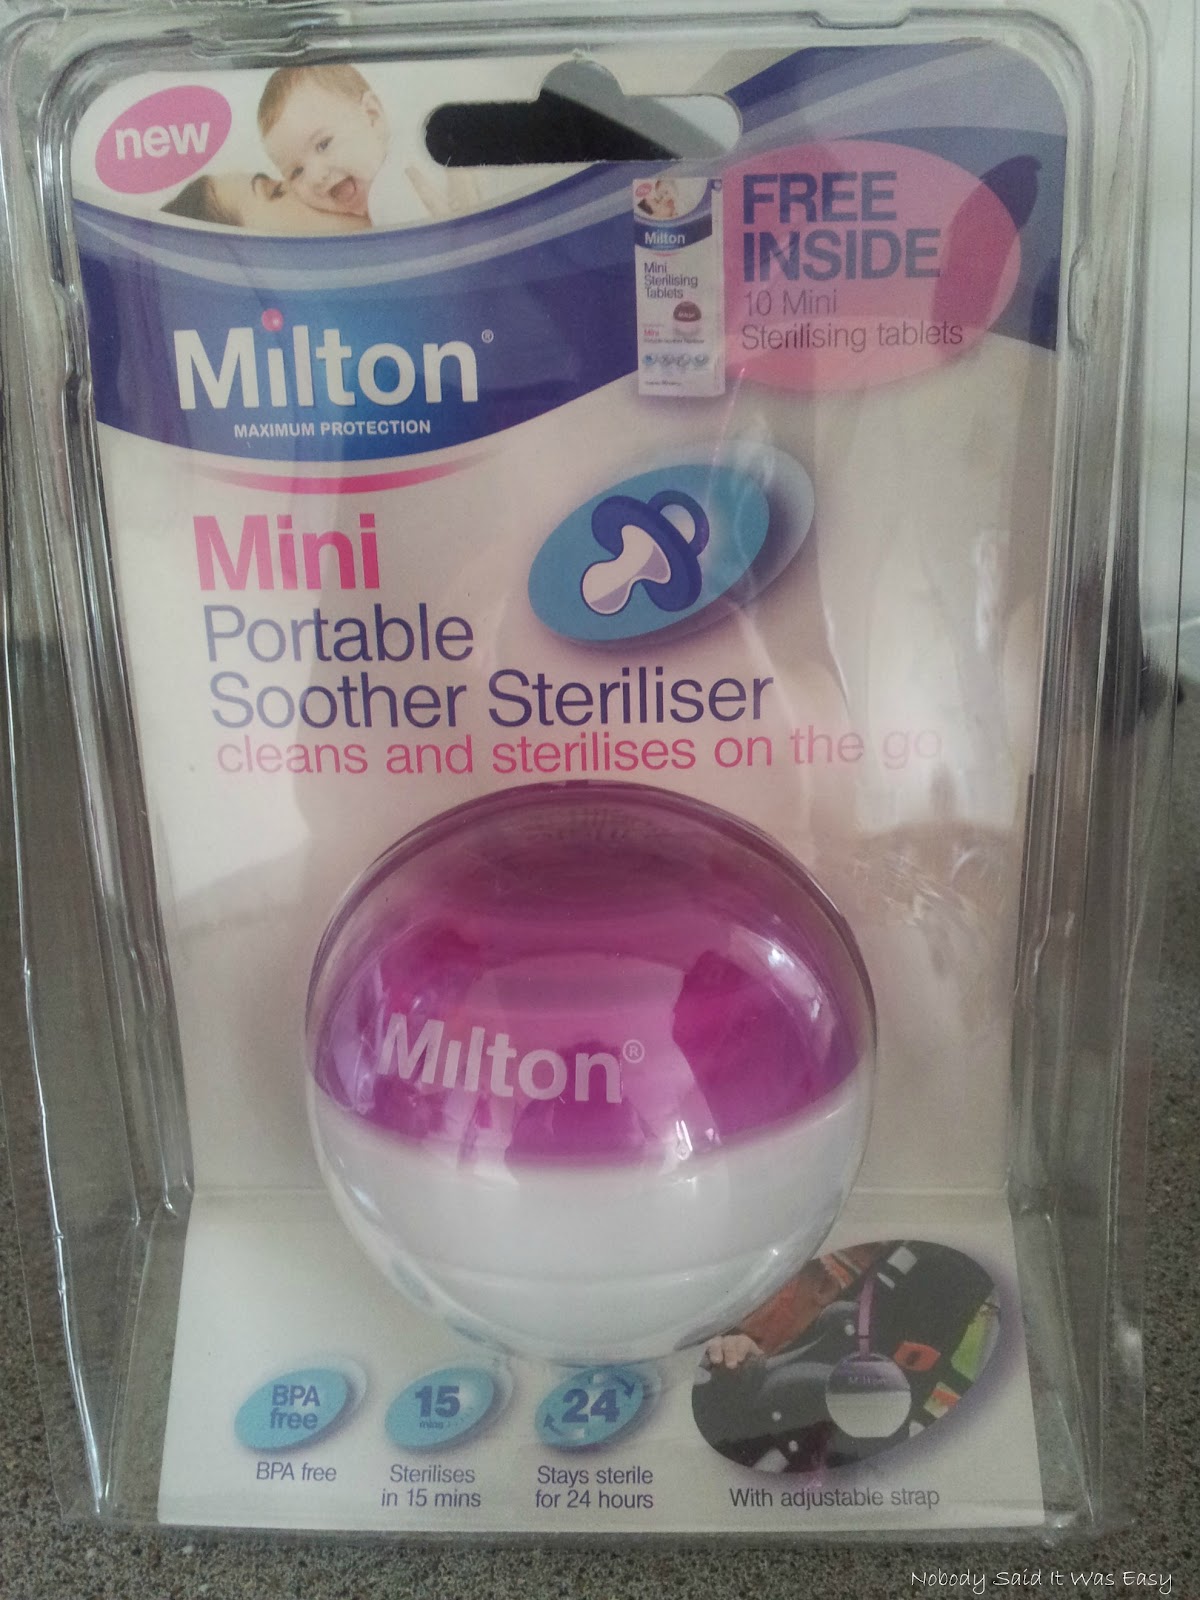 new
FREE
INSIDE
10 Mini
Sterilising tablets
Milton
Mini
Sterilising
Tablets
Mini
Milton®
MAXIMUM PROTECTION
Mini
Portable
Soother Steriliser
cleans and sterilises on the go
Milton®
BPA
free
15
mins
24
BPA free
Sterilises
in 15 mins
Stays sterile
for 24 hours
Milton
With adjustable strap
Nobody Said It Was Easy